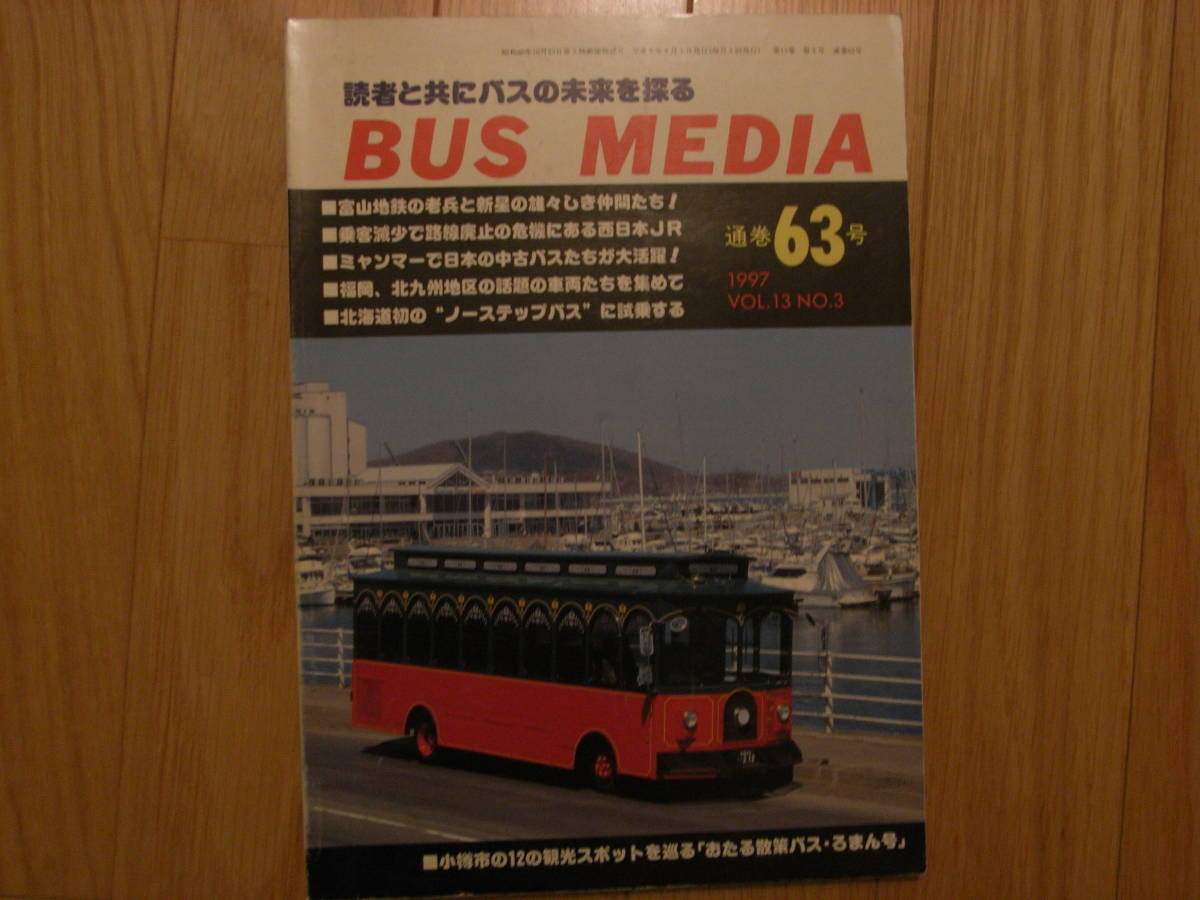 読者と共にバスの未来を探る
BUS MEDIA
■富山地鉄の老兵と新星の雄々しき仲間たち!
■乗客減少で路線廃止の危機にある西日本JR
■ミャンマーで日本の中古バスたちが大活躍!
■福岡、北九州地区の話題の車両たちを集めて
■北海道初の“ノーステップバス”に試乗する
通巻63号
1997
VOL.13 NO.3
■小樽市の12の観光スポットを巡る「おたる散策バス・ろまん号」